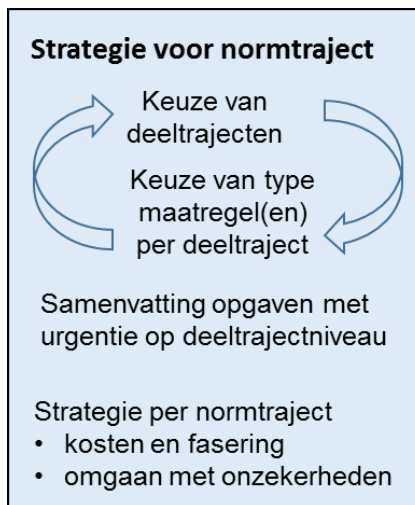 Strategie voor normtraject
Keuze van
deeltrajecten
Keuze van type
maatregel(en)
per deeltraject
Samenvatting opgaven met
urgentie op deeltrajectniveau
Strategie per normtraject
• kosten en fasering
• omgaan met onzekerheden